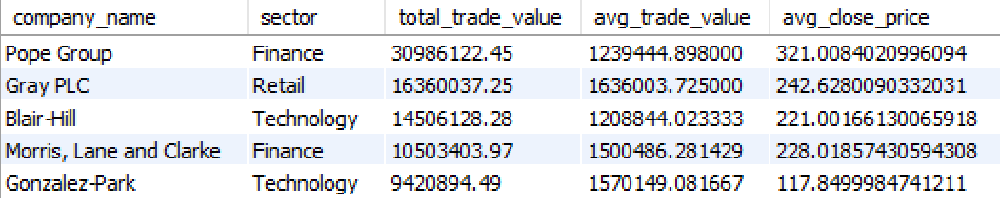 company_name sector total_trade_value avg_trade_value avg_close_price
Pope Group Finance 30986122.45 1239444.898000 321.0084020996094
Gray PLC Retail 16360037.25 1636003.725000 242.6280090332031
Blair-Hill Technology 14506128.28 1208844.023333 221.00166130065918
Morris, Lane and Clarke Finance 10503403.97 1500486.281429 228.01857430594308
Gonzalez-Park Technology 9420894.49 1570149.081667 117.8499984741211